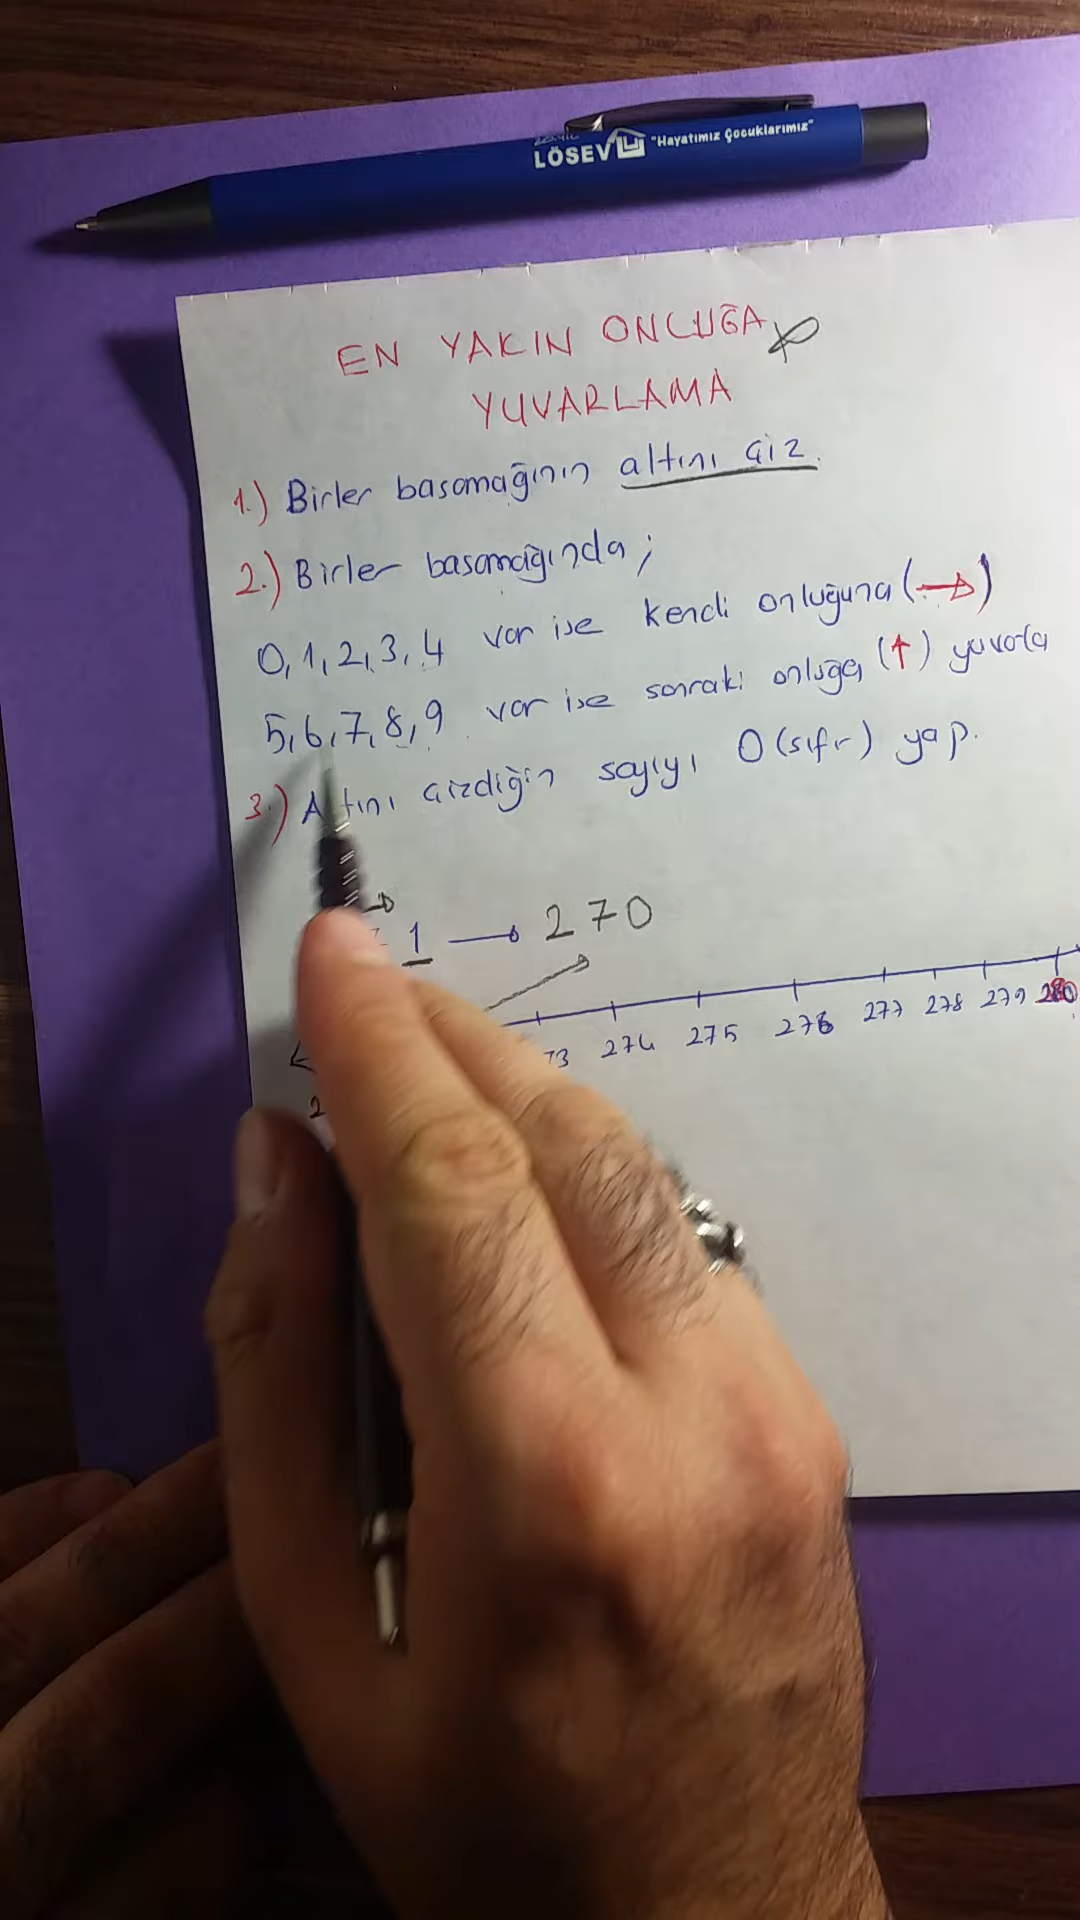 LÖSEV "Hayatımız Çocuklarımız"
EN YAKIN ONLUĞA
YUVARLAMA
1.) Birler basamağının altını çiz.
2.) Birler basamağında;
0, 1, 2, 3, 4 var ise kendi onluğuna (→)
5, 6, 7, 8, 9 var ise sonraki onluğa (↑) yuvarla
3.) Altını çizdiğin sayıyı 0 (sıfır) yap.
1 → 270
274 275 276 277 278 279 280